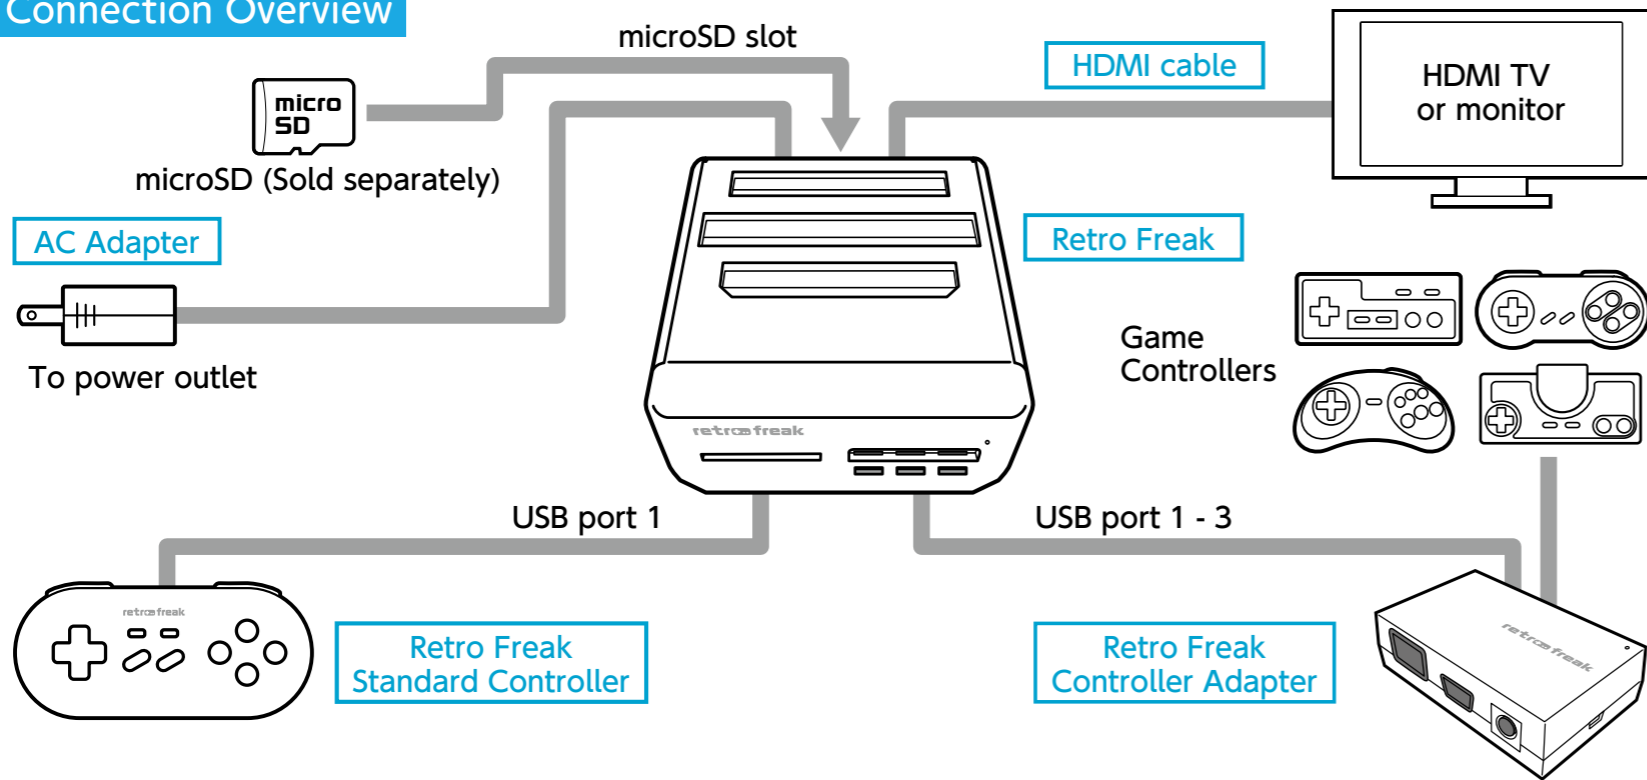 Connection Overview
microSD slot
HDMI cable
HDMI TV
or monitor
micro
SD
microSD (Sold separately)
AC Adapter
Retro Freak
To power outlet
Game
Controllers
retro freak
USB port 1
USB port 1 - 3
retro freak
Retro Freak
Standard Controller
Retro Freak
Controller Adapter
retro freak